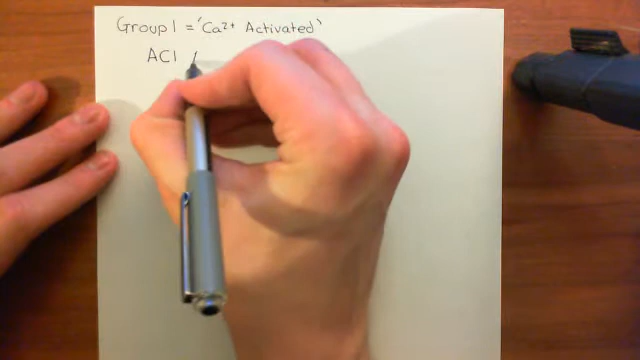 Group 1 = 'Ca²⁺ Activated'
AC1 /